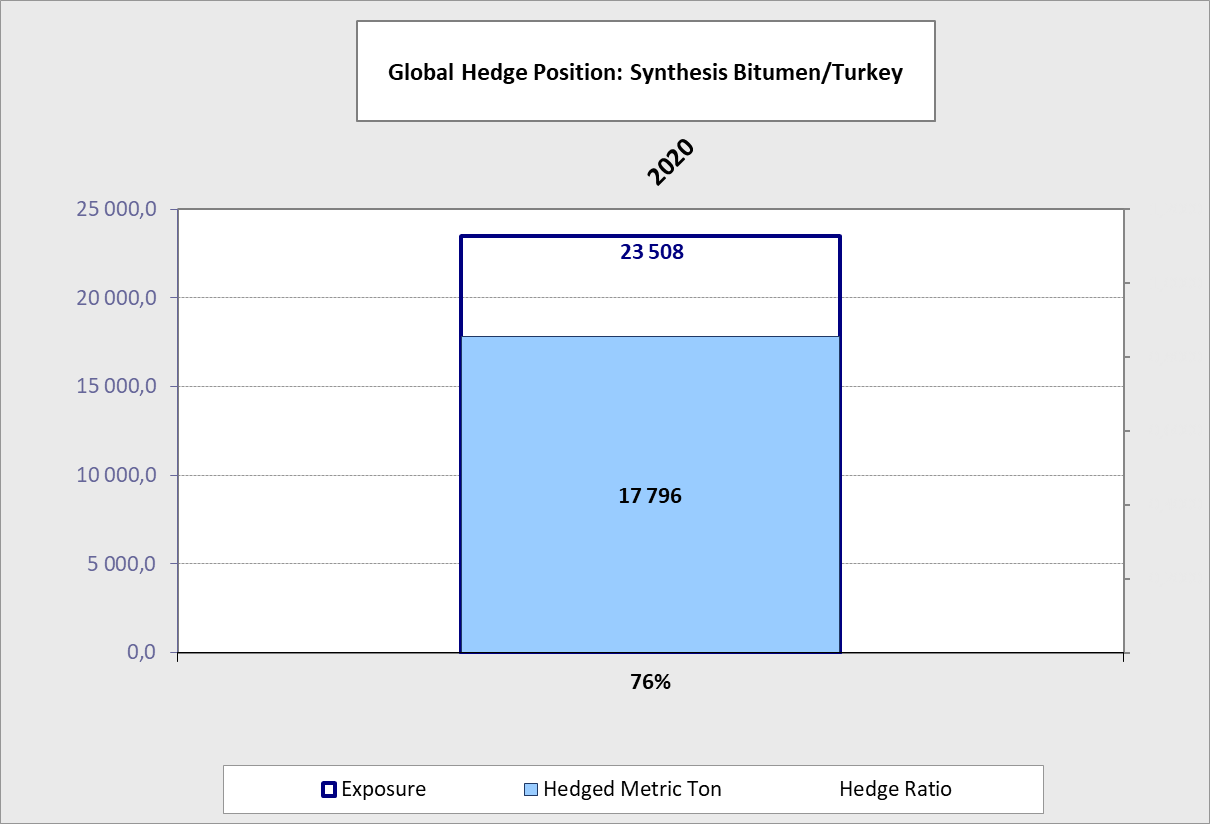 Global Hedge Position: Synthesis Bitumen/Turkey
2020
25 000,0
20 000,0
15 000,0
10 000,0
5 000,0
0,0
23 508
17 796
76%
Exposure
Hedged Metric Ton
Hedge Ratio